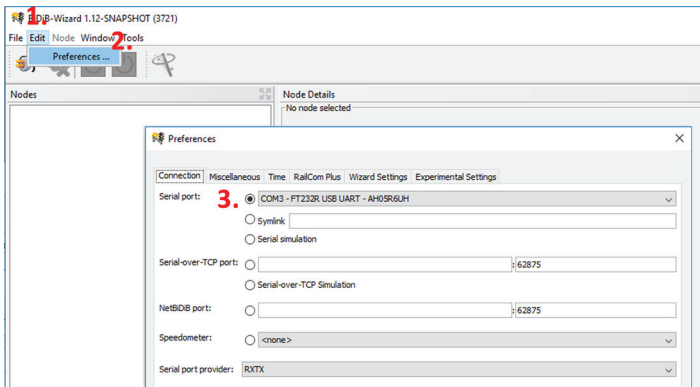 BiDiB-Wizard 1.12-SNAPSHOT (3721)
1.
File Edit Node Window Tools
2.
Preferences ...
Nodes
Node Details
No node selected
Preferences
Connection Miscellaneous Time RailCom Plus Wizard Settings Experimental Settings
Serial port: 3. COM3 - FT232R USB UART - AH05R6UH
Symlink
Serial simulation
Serial-over-TCP port: : 62875
Serial-over-TCP Simulation
NetBiDiB port: : 62875
Speedometer: <none>
Serial port provider: RXTX